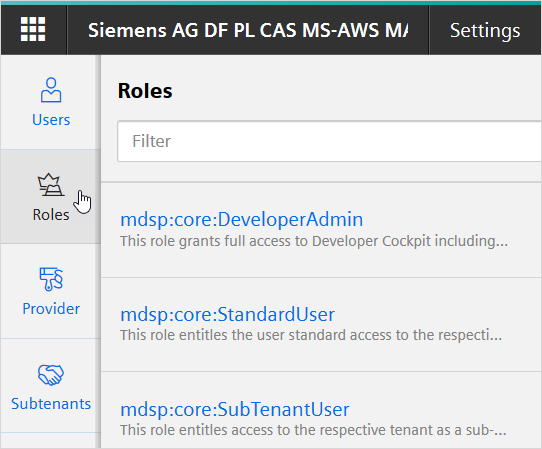 Siemens AG DF PL CAS MS-AWS MA
Settings
Users
Roles
Provider
Subtenants
Roles
Filter
mdsp:core:DeveloperAdmin
This role grants full access to Developer Cockpit including...
mdsp:core:StandardUser
This role entitles the user standard access to the respecti...
mdsp:core:SubTenantUser
This role entitles access to the respective tenant as a sub-...